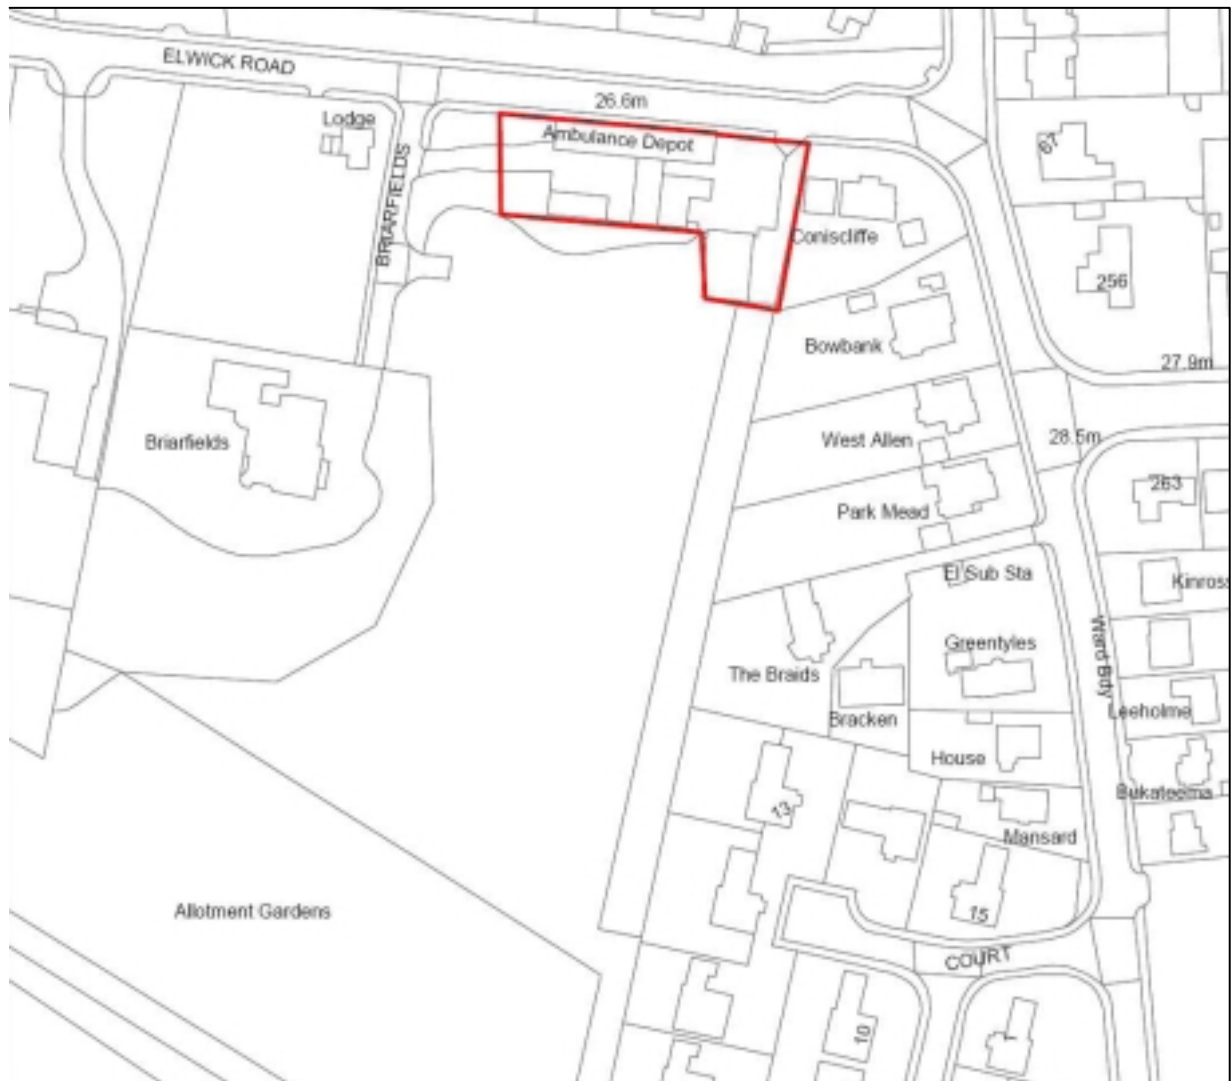 ELWICK ROAD
26.6m
Lodge
Ambulance Depot
67
BRIARFIELDS
Coniscliffe
256
Bowbank
27.9m
Briarfields
West Allen
28.5m
263
Park Mead
El Sub Sta
Kinross
Ward Bdy
Greentyles
The Braids
Bracken
Leeholme
House
Bukateema
13
Mansard
Allotment Gardens
15
COURT
10
1